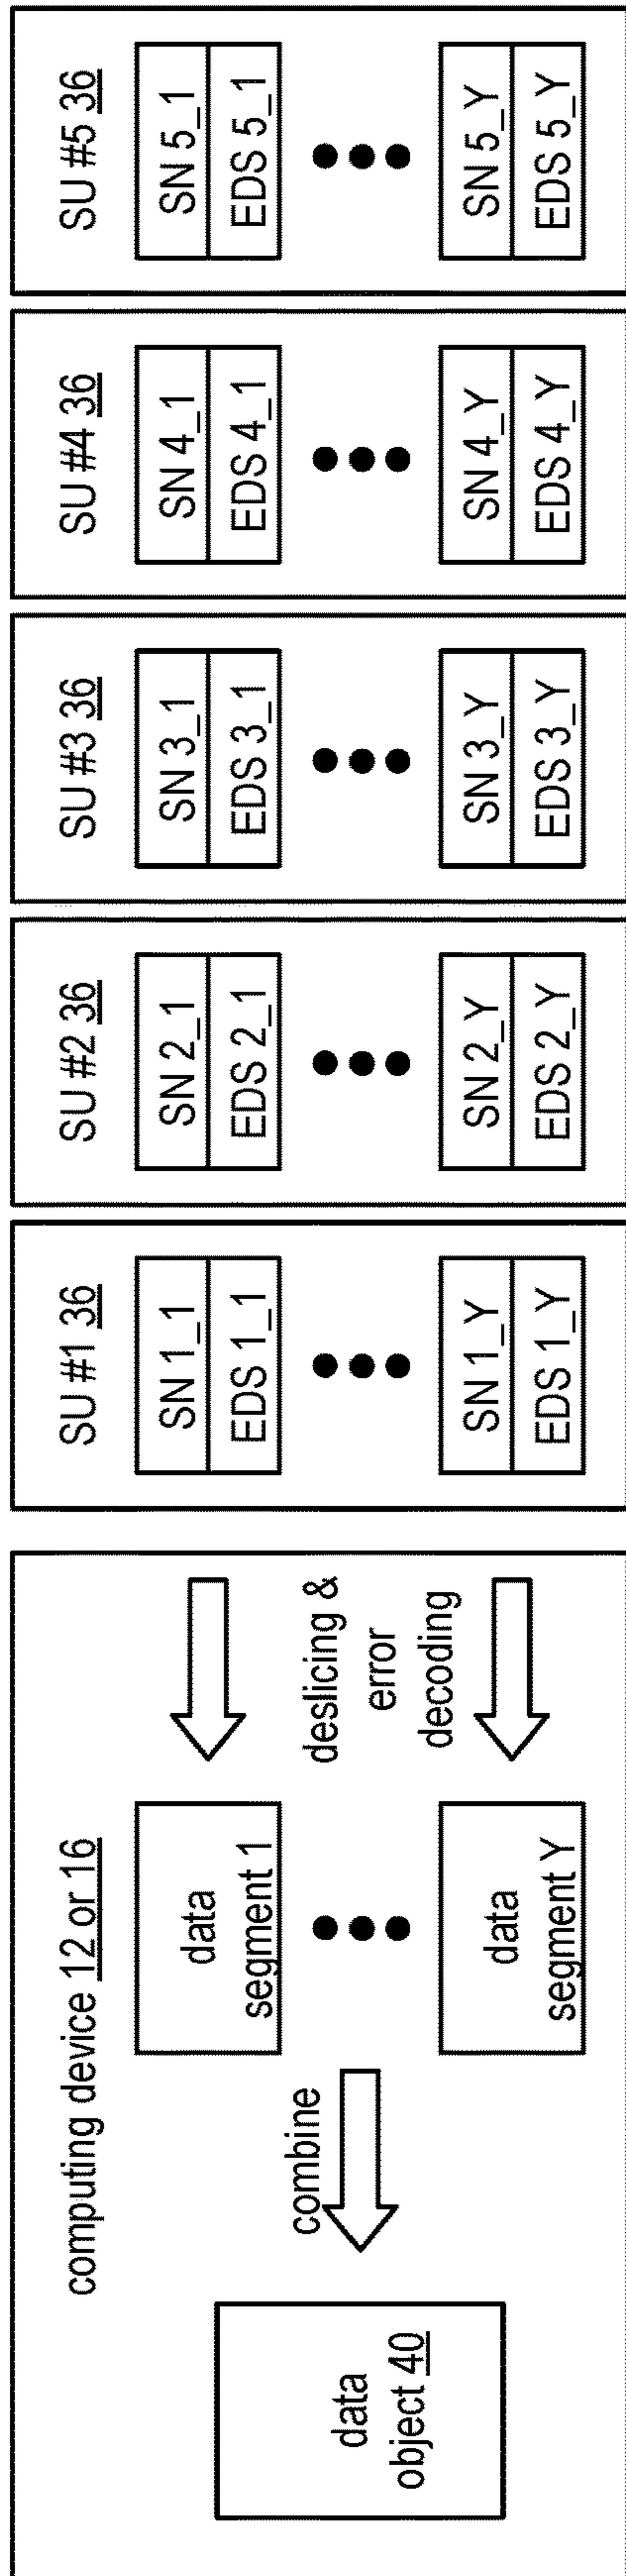 computing device 12 or 16
data
object 40
combine
data
segment 1
data
segment Y
deslicing &
error
decoding
SU #1 36
SN 1_1
EDS 1_1
SN 1_Y
EDS 1_Y
SU #2 36
SN 2_1
EDS 2_1
SN 2_Y
EDS 2_Y
SU #3 36
SN 3_1
EDS 3_1
SN 3_Y
EDS 3_Y
SU #4 36
SN 4_1
EDS 4_1
SN 4_Y
EDS 4_Y
SU #5 36
SN 5_1
EDS 5_1
SN 5_Y
EDS 5_Y